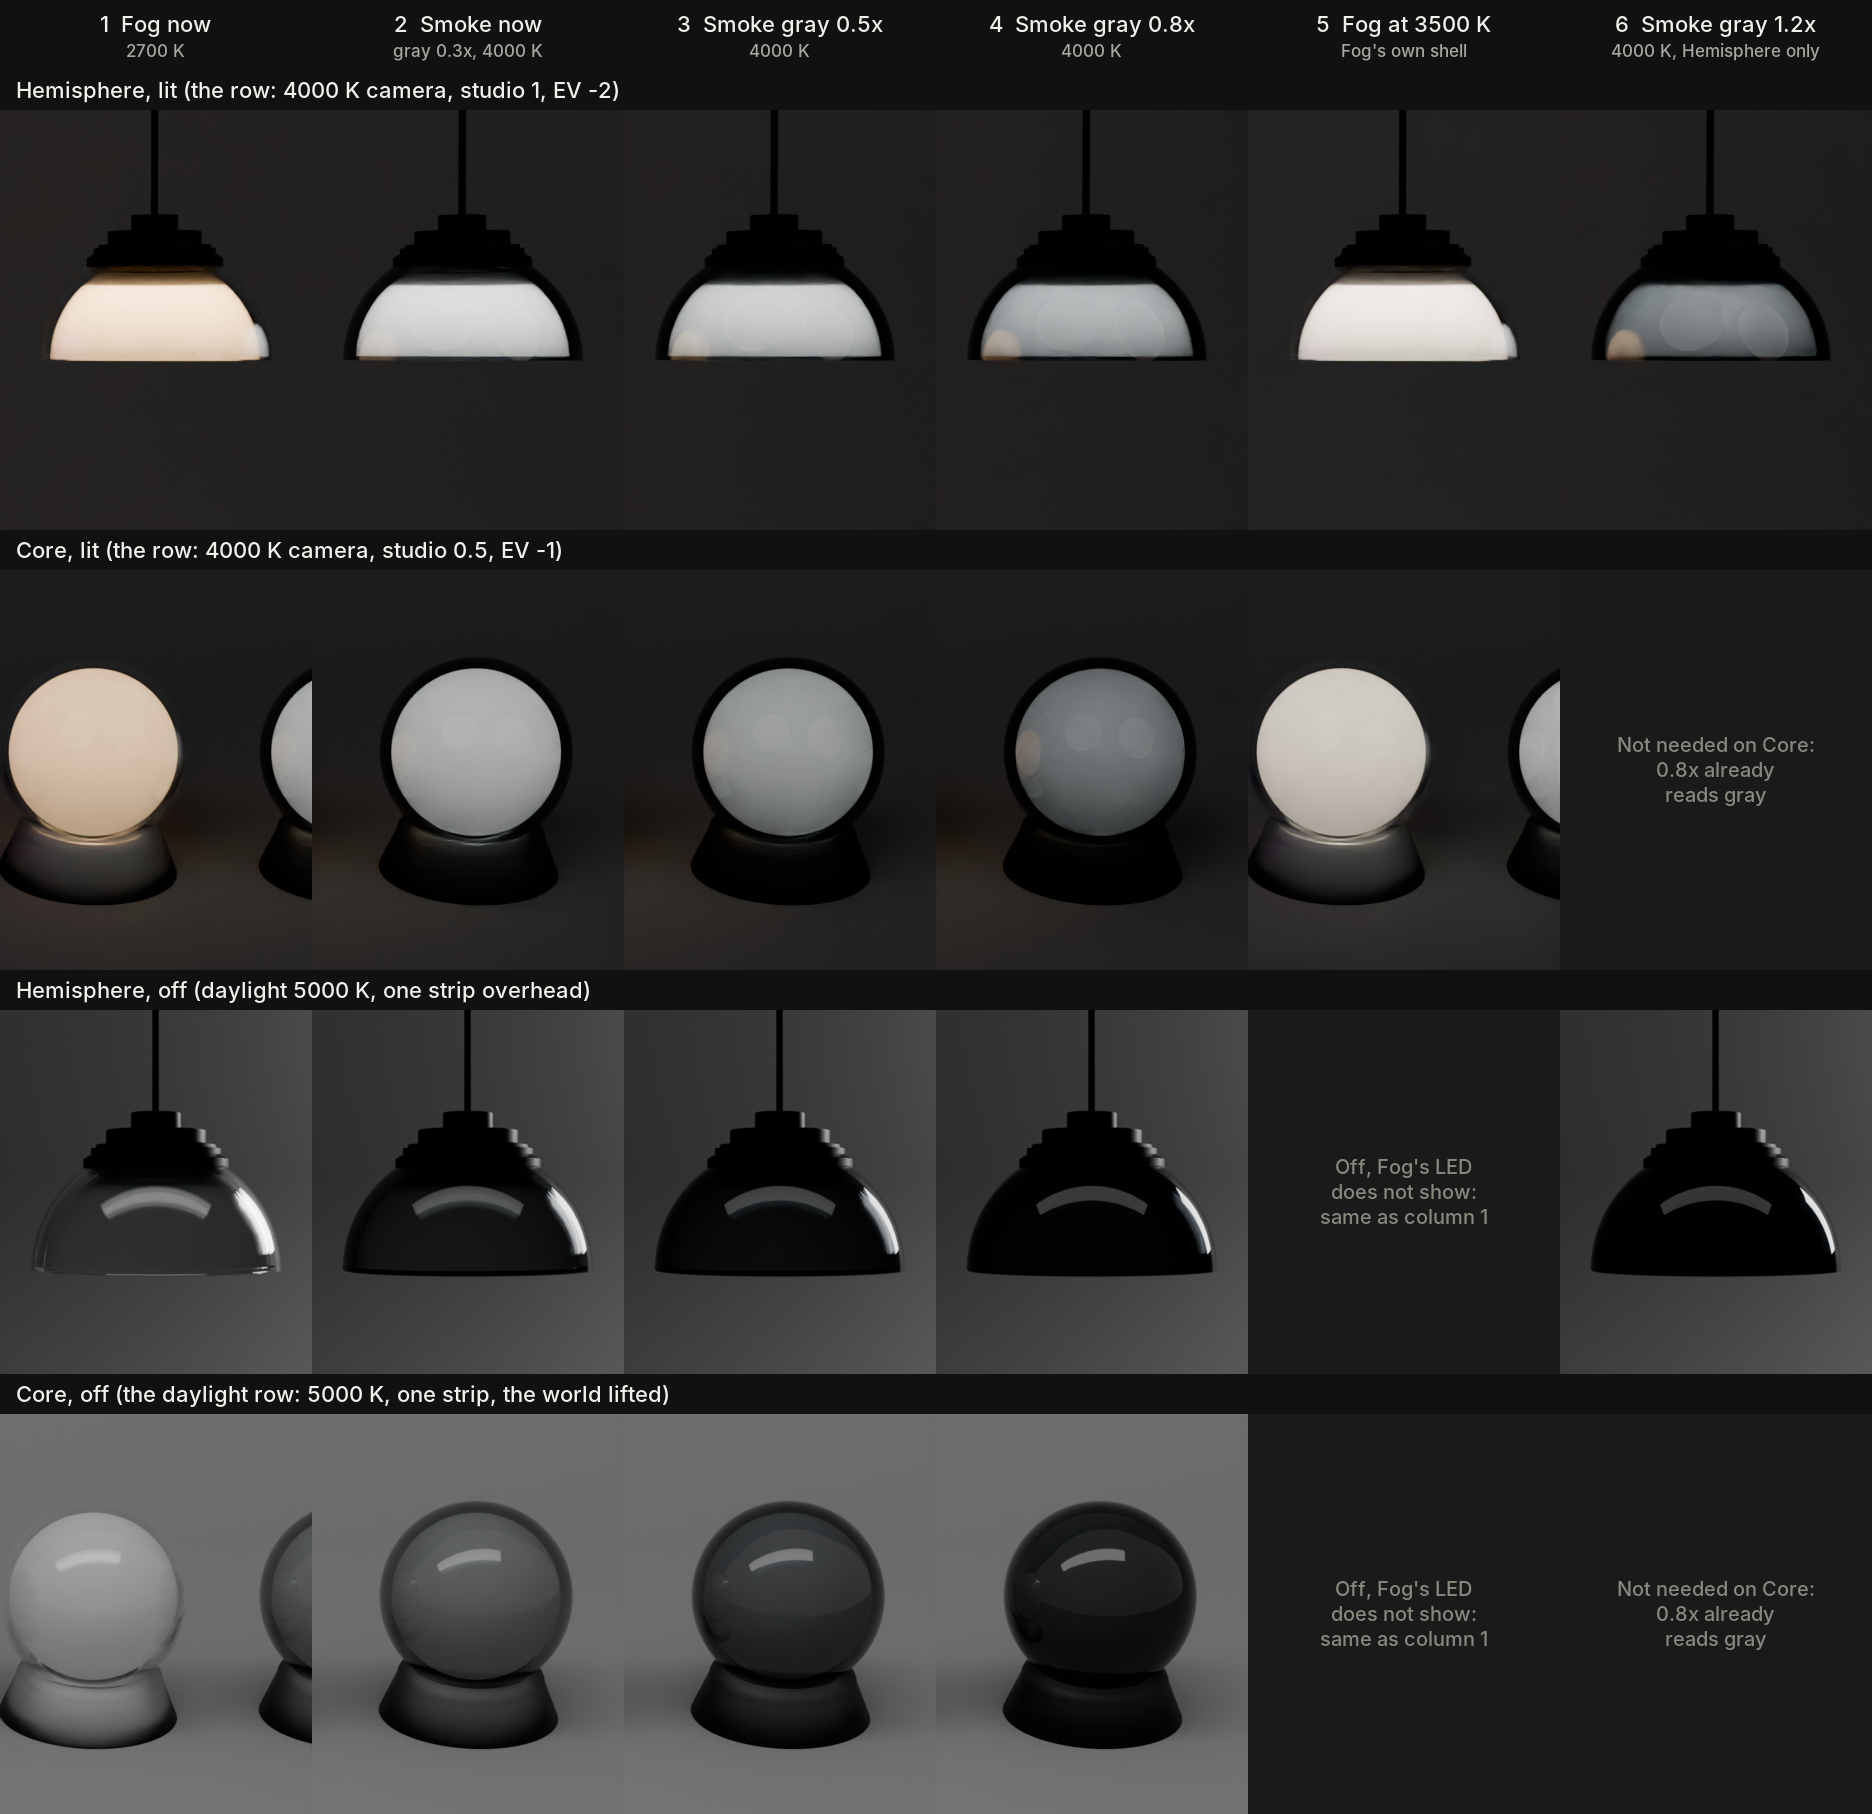 1 Fog now
2700 K
2 Smoke now
gray 0.3x, 4000 K
3 Smoke gray 0.5x
4000 K
4 Smoke gray 0.8x
4000 K
5 Fog at 3500 K
Fog's own shell
6 Smoke gray 1.2x
4000 K, Hemisphere only
Hemisphere, lit (the row: 4000 K camera, studio 1, EV -2)
Core, lit (the row: 4000 K camera, studio 0.5, EV -1)
Not needed on Core:
0.8x already
reads gray
Hemisphere, off (daylight 5000 K, one strip overhead)
Off, Fog's LED
does not show:
same as column 1
Core, off (the daylight row: 5000 K, one strip, the world lifted)
Off, Fog's LED
does not show:
same as column 1
Not needed on Core:
0.8x already
reads gray